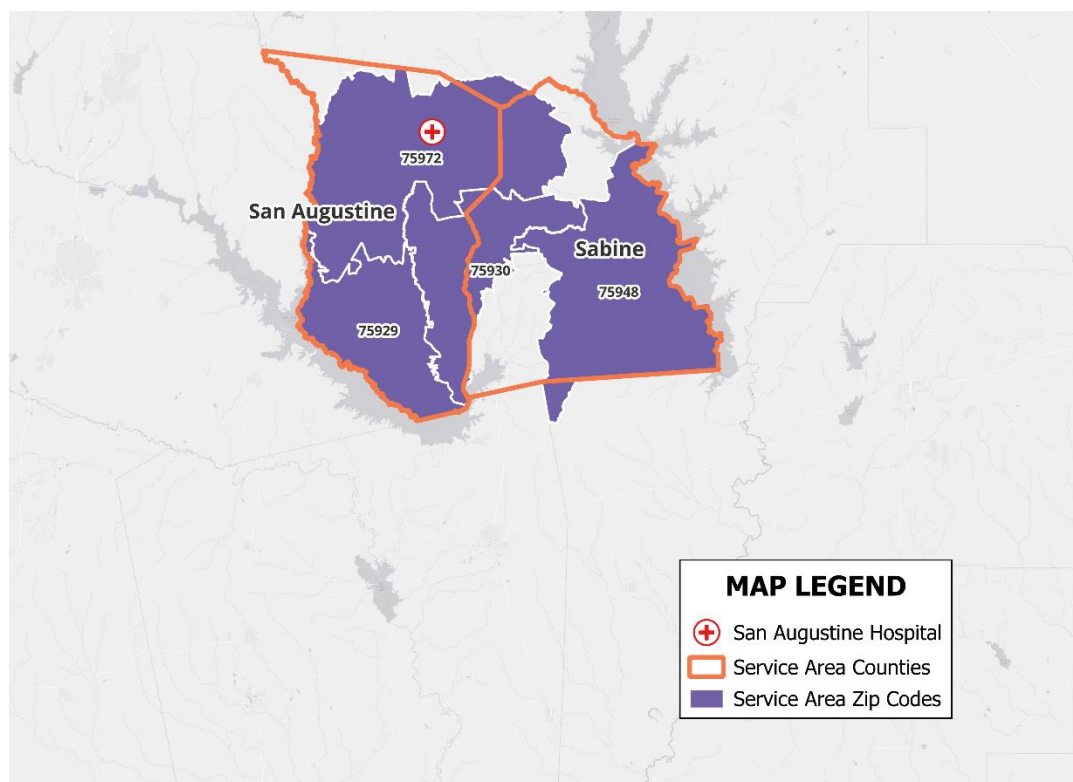 75972
San Augustine
Sabine
75930
75948
75929
MAP LEGEND
San Augustine Hospital
Service Area Counties
Service Area Zip Codes